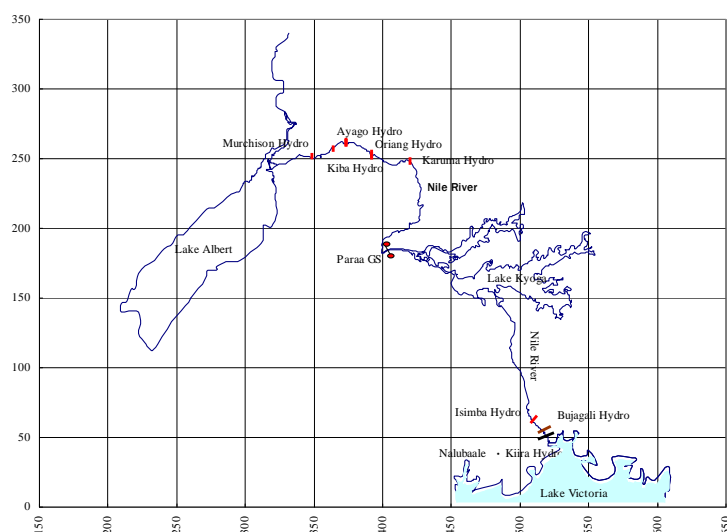 350
300
250
200
150
100
50
0
Ayago Hydro
Murchison Hydro
Oriang Hydro
Kiba Hydro
Karuma Hydro
Nile River
Lake Albert
Paraa GS
Lake Kyoga
Nile River
Isimba Hydro
Bujagali Hydro
Nalubaale - Kiira Hydr
Lake Victoria